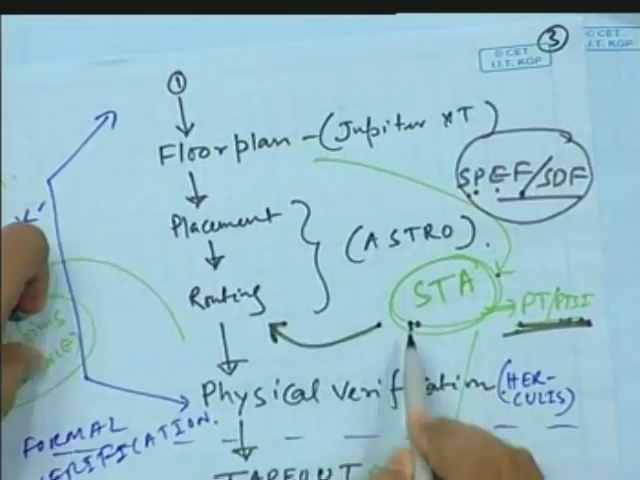 3
© CET
I.I.T. KGP
© CET
I.I.T. KGP
1
Floorplan - (Jupiter XT)
SPEF/SDF
Placement
(ASTRO).
Routing
STA
PT/PTSI
Physical Verification (HER-
CULIS)
FORMAL
VERIFICATION.
TAPEOUT